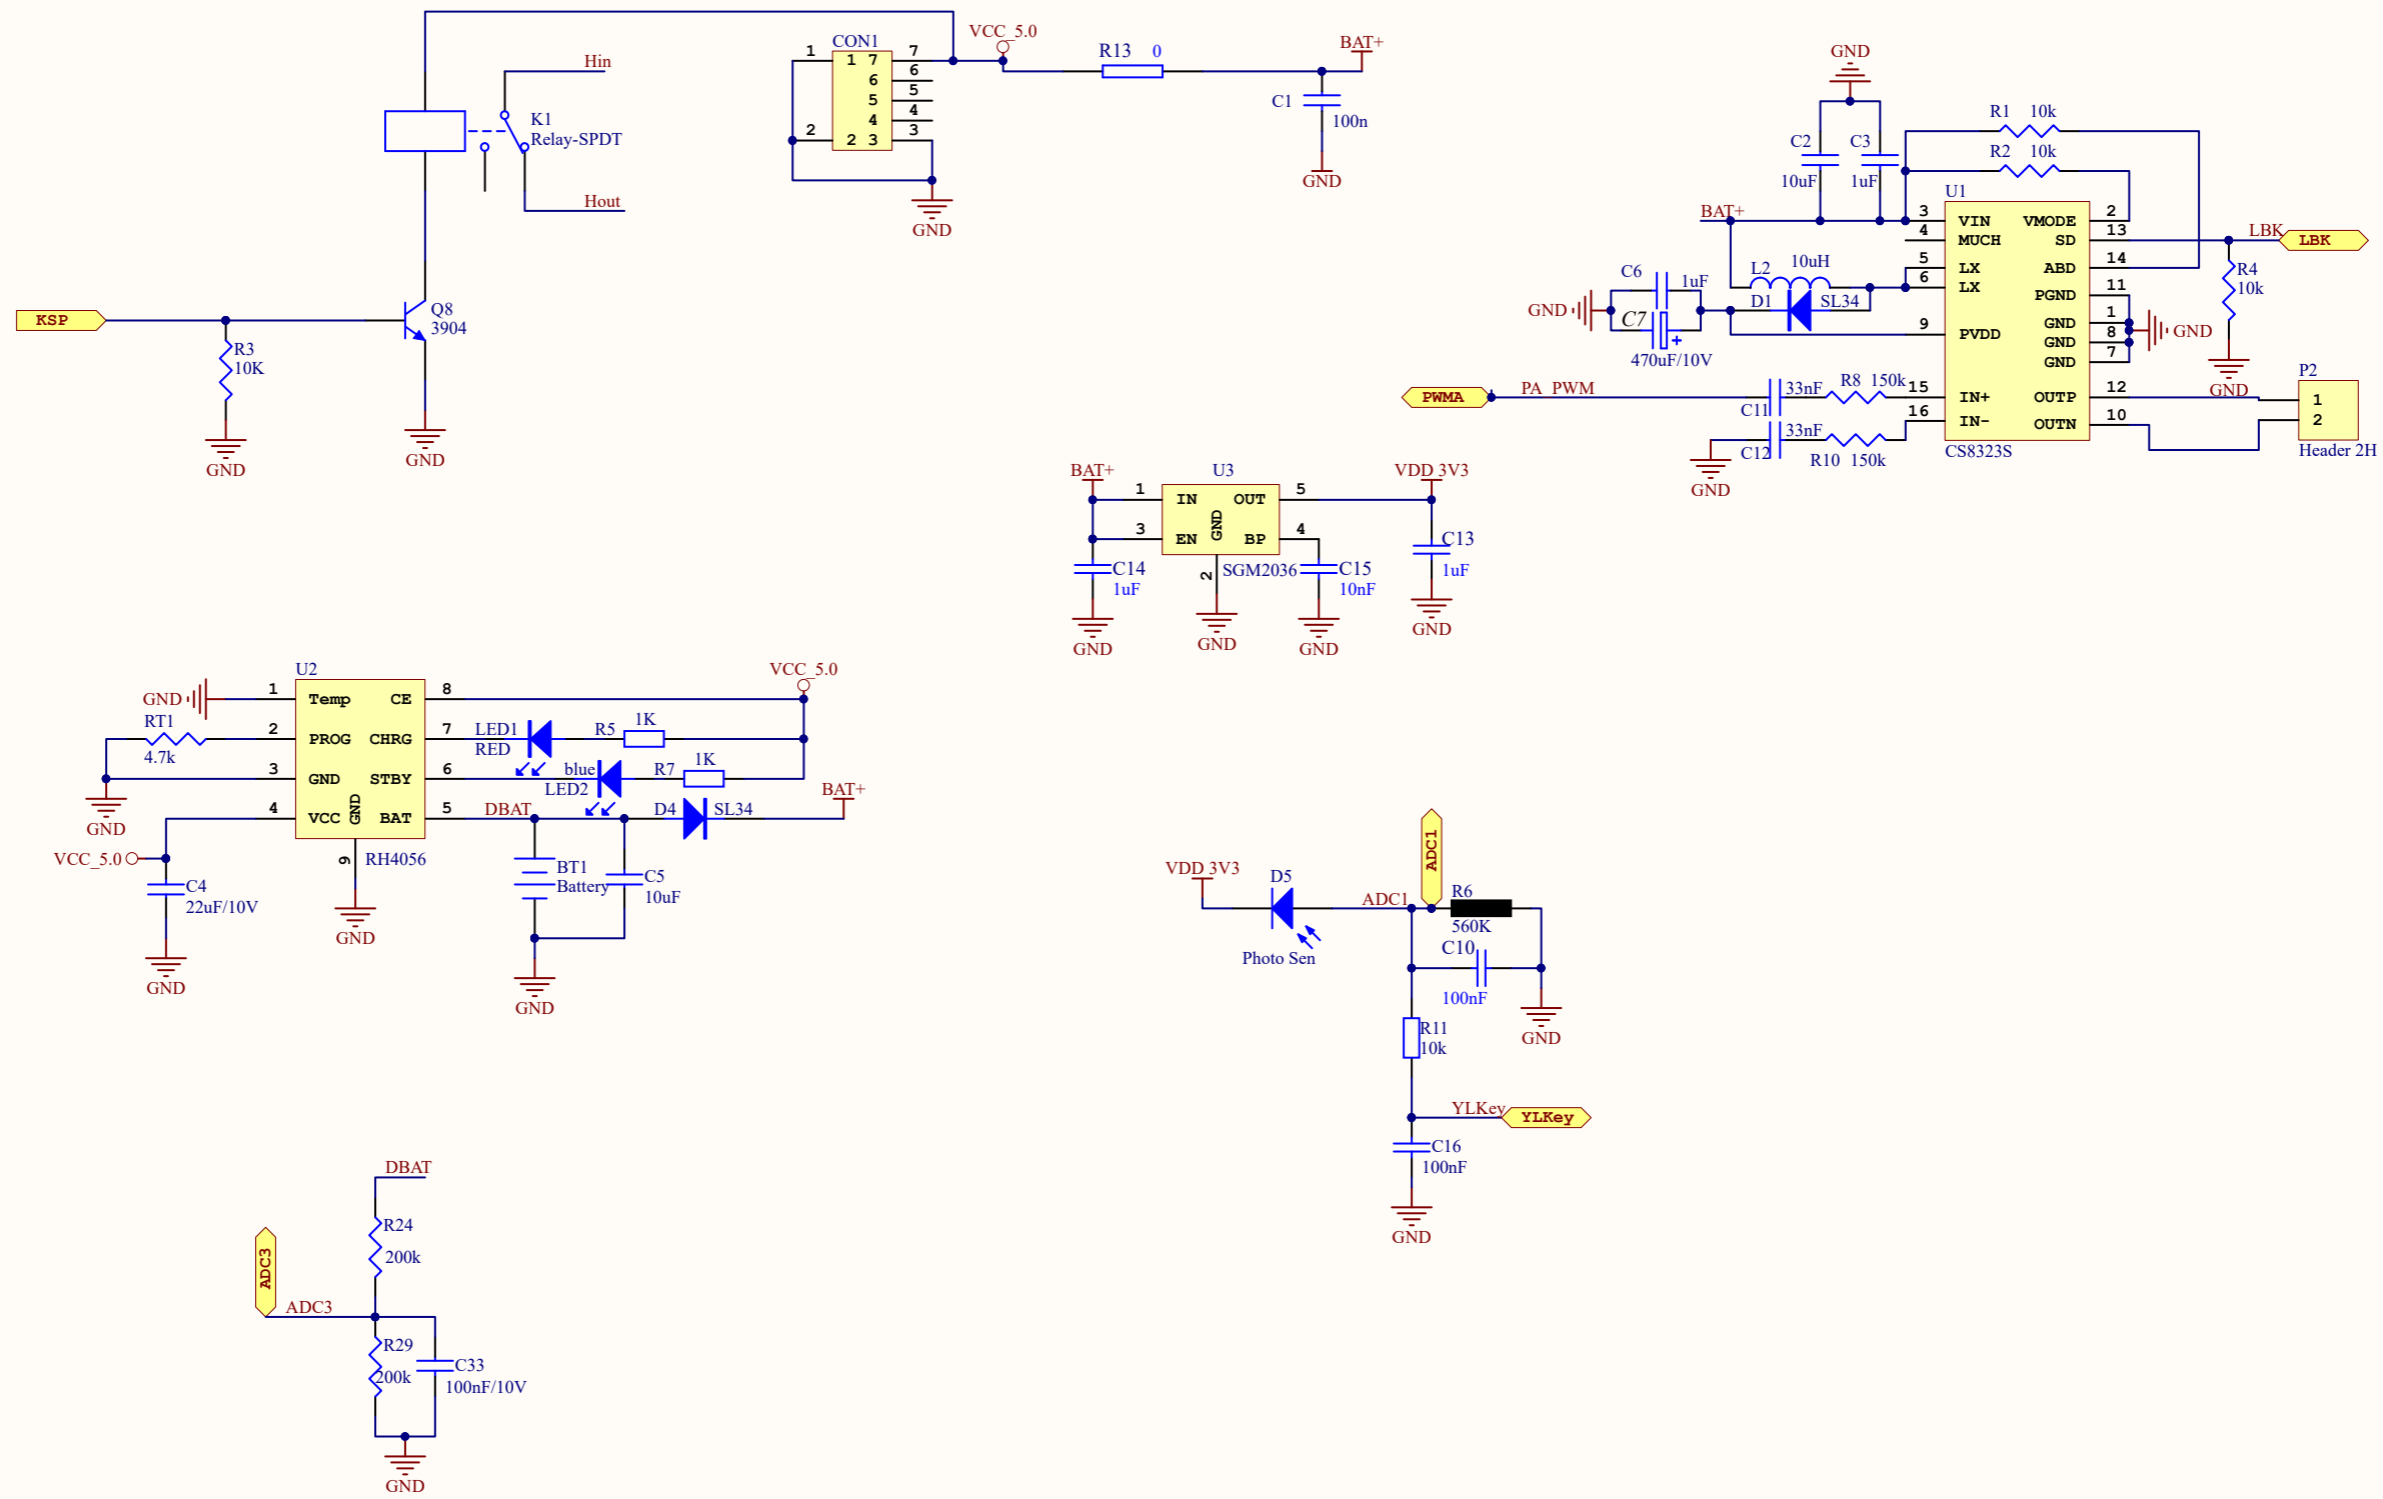 Hin
K1
Relay-SPDT
Hout
KSP
R3
10K
GND
Q8
3904
GND
CON1
1
1 7
7
6
6
5
5
4
4
2
2 3
3
GND
VCC_5.0
R13 0
BAT+
C1
100n
GND
GND
C2
10uF
C3
1uF
R1 10k
R2 10k
U1
BAT+
3
VIN
VMODE
2
4
MUCH
SD
13
5
LX
ABD
14
6
LX
PGND
11
GND
1
9
PVDD
GND
8
GND
7
15
IN+
OUTP
12
16
IN-
OUTN
10
CS8323S
GND
LBK
LBK
R4
10k
GND
P2
1
2
Header 2H
L2 10uH
D1 SL34
C6
1uF
GND
C7
+
470uF/10V
PWMA
PA_PWM
33nF
C11
R8 150k
33nF
C12
R10 150k
GND
BAT+
U3
VDD 3V3
1
IN
OUT
5
3
EN
GND
BP
4
2
SGM2036
C14
1uF
C15
10nF
C13
1uF
GND
GND
GND
GND
U2
VCC_5.0
GND
1
Temp
CE
8
RT1
4.7k
2
PROG
CHRG
7
3
GND
STBY
6
4
VCC
GND
BAT
5
9
RH4056
GND
GND
VCC_5.0
C4
22uF/10V
GND
LED1
RED
R5
1K
blue
LED2
R7
1K
DBAT
D4
SL34
BAT+
BT1
Battery
C5
10uF
GND
VDD 3V3
D5
Photo Sen
ADC1
ADC1
R6
560K
C10
100nF
GND
R11
10k
YLKey
YLKey
C16
100nF
GND
DBAT
R24
200k
ADC3
ADC3
R29
200k
C33
100nF/10V
GND